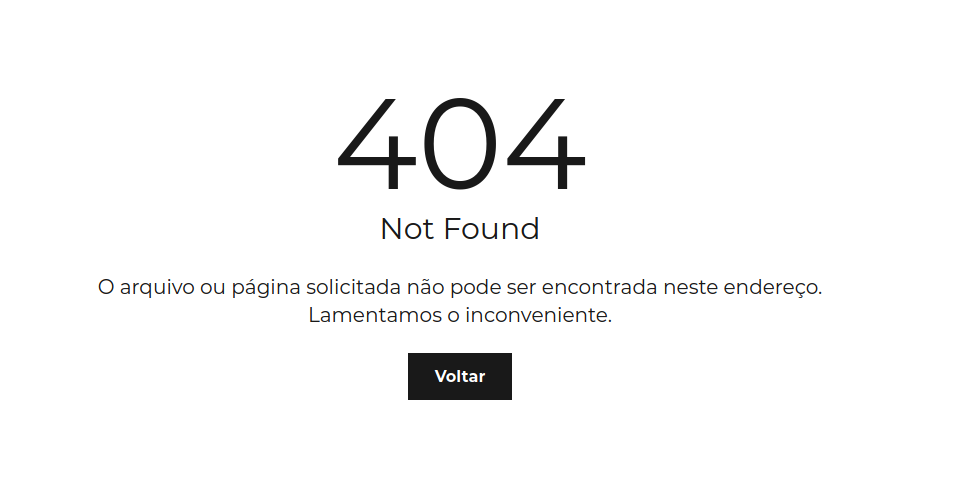 404
Not Found
O arquivo ou página solicitada não pode ser encontrada neste endereço.
Lamentamos o inconveniente.
Voltar